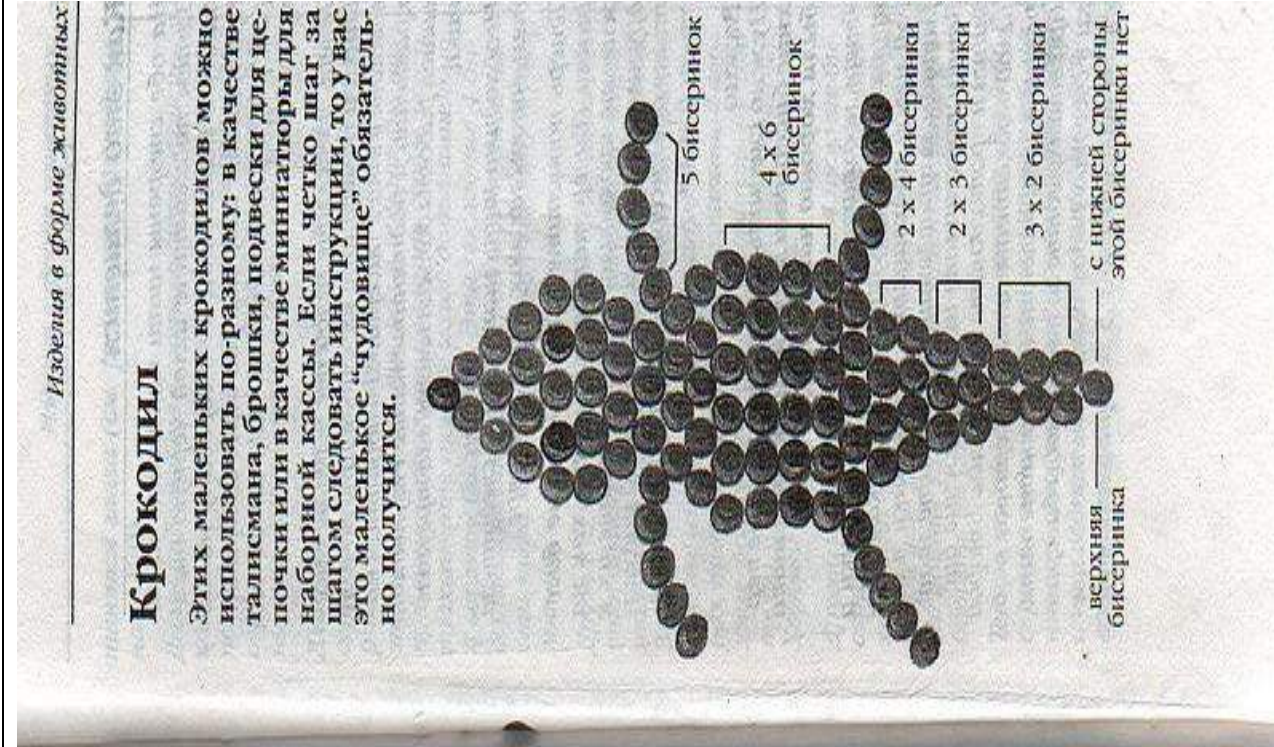 Изделия в форме животных
Крокодил
Этих маленьких крокодилов можно
использовать по-разному: в качестве
талисмана, брошки, подвески для це-
почки или в качестве миниатюры для
наборной кассы. Если четко шаг за
шагом следовать инструкции, то у вас
это маленькое “чудовище” обязатель-
но получится.
5 бисеринок
4 x 6
бисеринок
2 x 4 бисеринки
2 x 3 бисеринки
3 x 2 бисеринки
верхняя
бисеринка
с нижней стороны
этой бисеринки нет